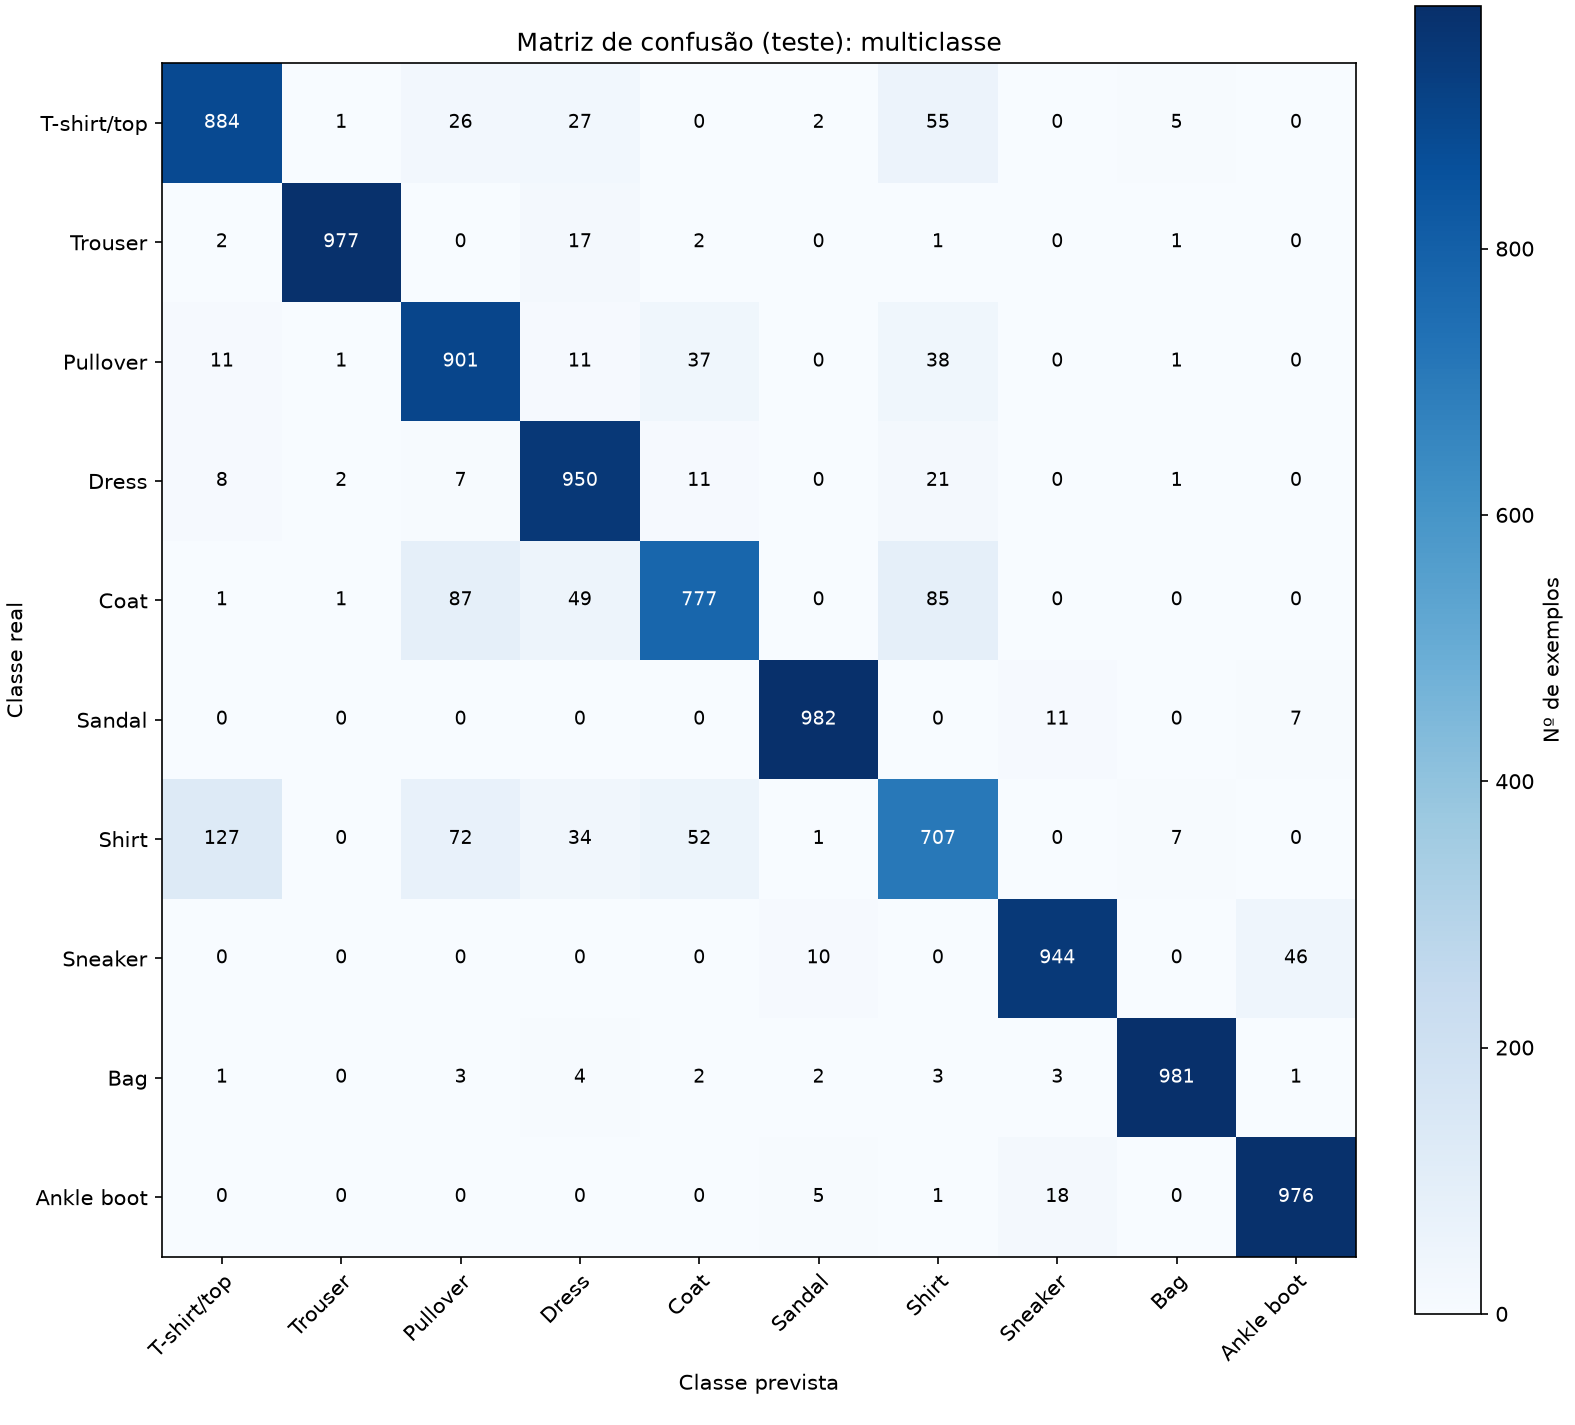 Matriz de confusão (teste): multiclasse
T-shirt/top 884 1 26 27 0 2 55 0 5 0
Trouser 2 977 0 17 2 0 1 0 1 0
Pullover 11 1 901 11 37 0 38 0 1 0
Dress 8 2 7 950 11 0 21 0 1 0
Coat 1 1 87 49 777 0 85 0 0 0
Sandal 0 0 0 0 0 982 0 11 0 7
Shirt 127 0 72 34 52 1 707 0 7 0
Sneaker 0 0 0 0 0 10 0 944 0 46
Bag 1 0 3 4 2 2 3 3 981 1
Ankle boot 0 0 0 0 0 5 1 18 0 976
T-shirt/top Trouser Pullover Dress Coat Sandal Shirt Sneaker Bag Ankle boot
Classe prevista
Classe real
800
600
400
200
0
Nº de exemplos